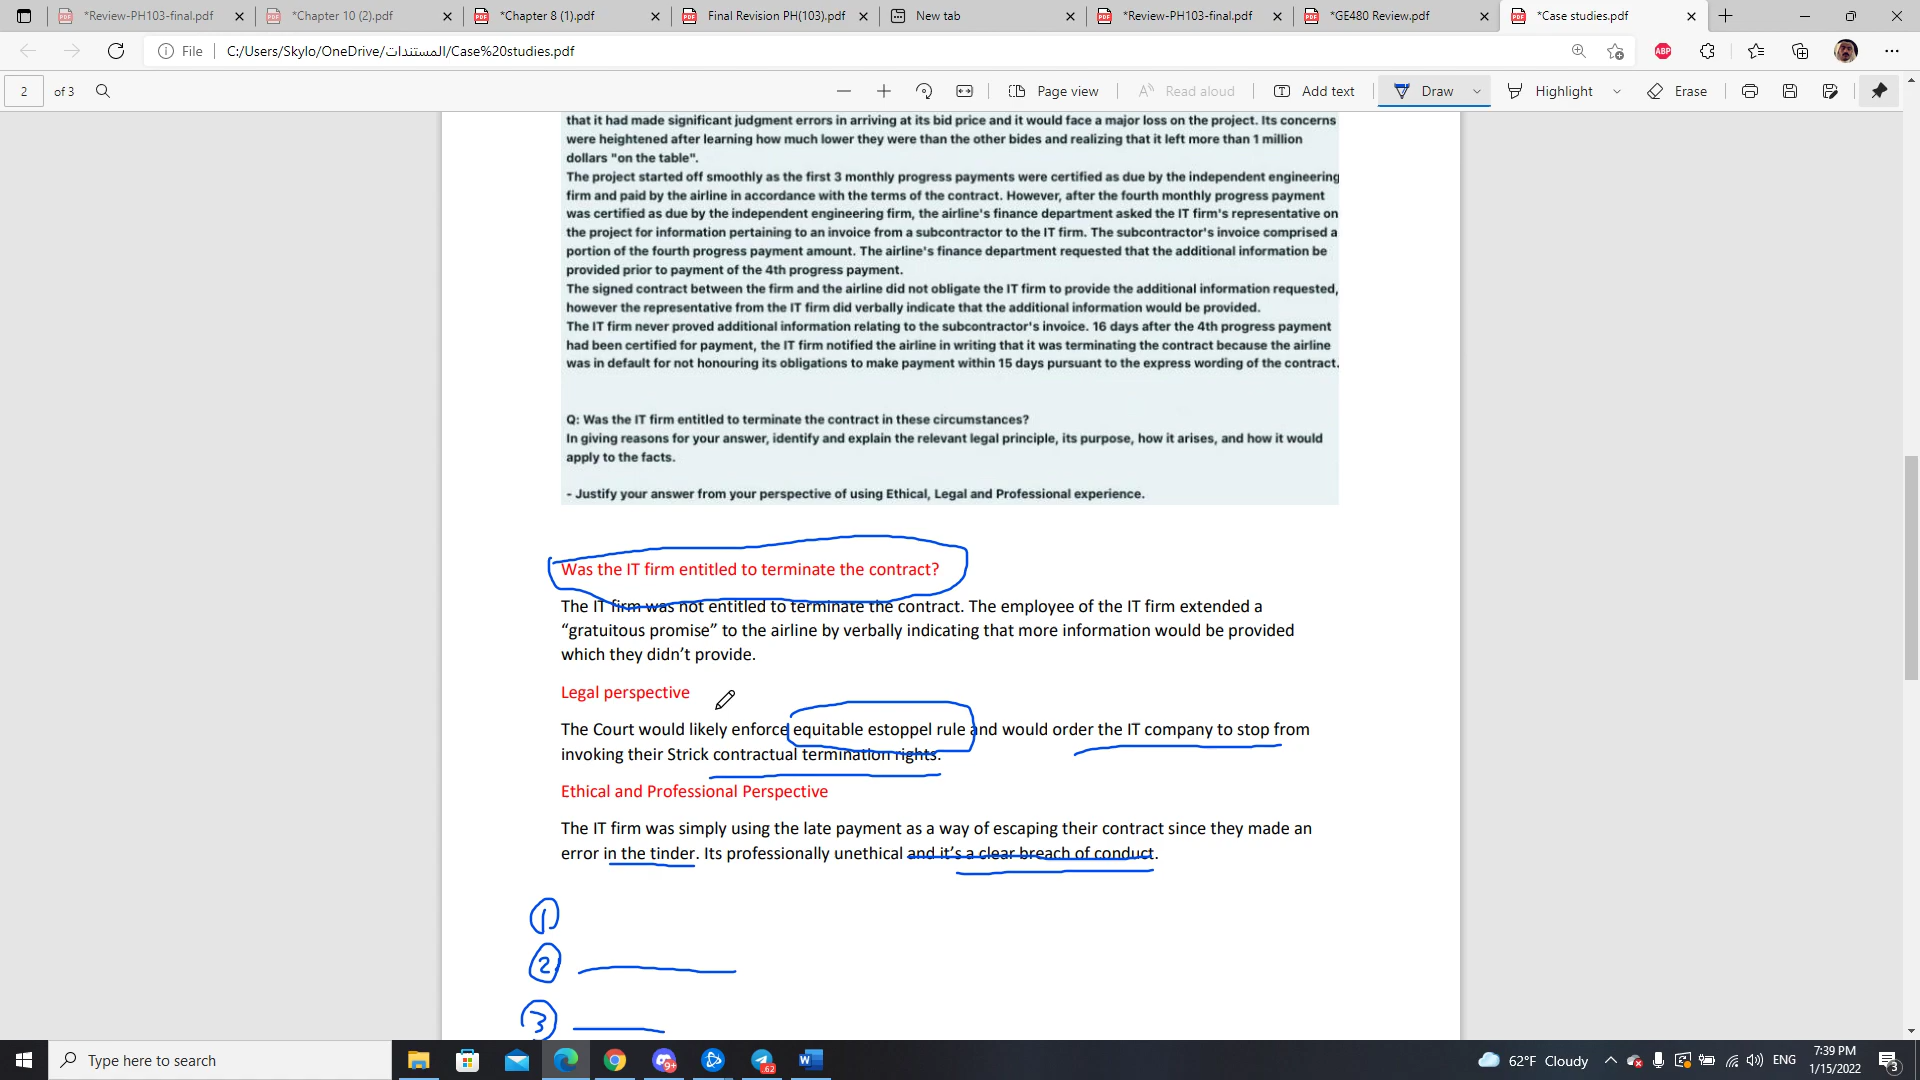 *Review-PH103-final.pdf
*Chapter 10 (2).pdf
*Chapter 8 (1).pdf
Final Revision PH(103).pdf
New tab
*Review-PH103-final.pdf
*GE480 Review.pdf
*Case studies.pdf
File
C:/Users/Skylo/OneDrive/المستندات/Case%20studies.pdf
ABP
2 of 3
Page view
Read aloud
Add text
Draw
Highlight
Erase
that it had made significant judgment errors in arriving at its bid price and it would face a major loss on the project. Its concerns
were heightened after learning how much lower they were than the other bides and realizing that it left more than 1 million
dollars "on the table".
The project started off smoothly as the first 3 monthly progress payments were certified as due by the independent engineering
firm and paid by the airline in accordance with the terms of the contract. However, after the fourth monthly progress payment
was certified as due by the independent engineering firm, the airline's finance department asked the IT firm's representative on
the project for information pertaining to an invoice from a subcontractor to the IT firm. The subcontractor's invoice comprised a
portion of the fourth progress payment amount. The airline's finance department requested that the additional information be
provided prior to payment of the 4th progress payment.
The signed contract between the firm and the airline did not obligate the IT firm to provide the additional information requested,
however the representative from the IT firm did verbally indicate that the additional information would be provided.
The IT firm never proved additional information relating to the subcontractor's invoice. 16 days after the 4th progress payment
had been certified for payment, the IT firm notified the airline in writing that it was terminating the contract because the airline
was in default for not honouring its obligations to make payment within 15 days pursuant to the express wording of the contract.
Q: Was the IT firm entitled to terminate the contract in these circumstances?
In giving reasons for your answer, identify and explain the relevant legal principle, its purpose, how it arises, and how it would
apply to the facts.
- Justify your answer from your perspective of using Ethical, Legal and Professional experience.
Was the IT firm entitled to terminate the contract?
The IT firm was not entitled to terminate the contract. The employee of the IT firm extended a
“gratuitous promise” to the airline by verbally indicating that more information would be provided
which they didn’t provide.
Legal perspective
The Court would likely enforce equitable estoppel rule and would order the IT company to stop from
invoking their Strick contractual termination rights.
Ethical and Professional Perspective
The IT firm was simply using the late payment as a way of escaping their contract since they made an
error in the tinder. Its professionally unethical and it’s a clear breach of conduct.
1
2
3
Type here to search
9+
62
62°F Cloudy
ENG
7:39 PM
1/15/2022
3